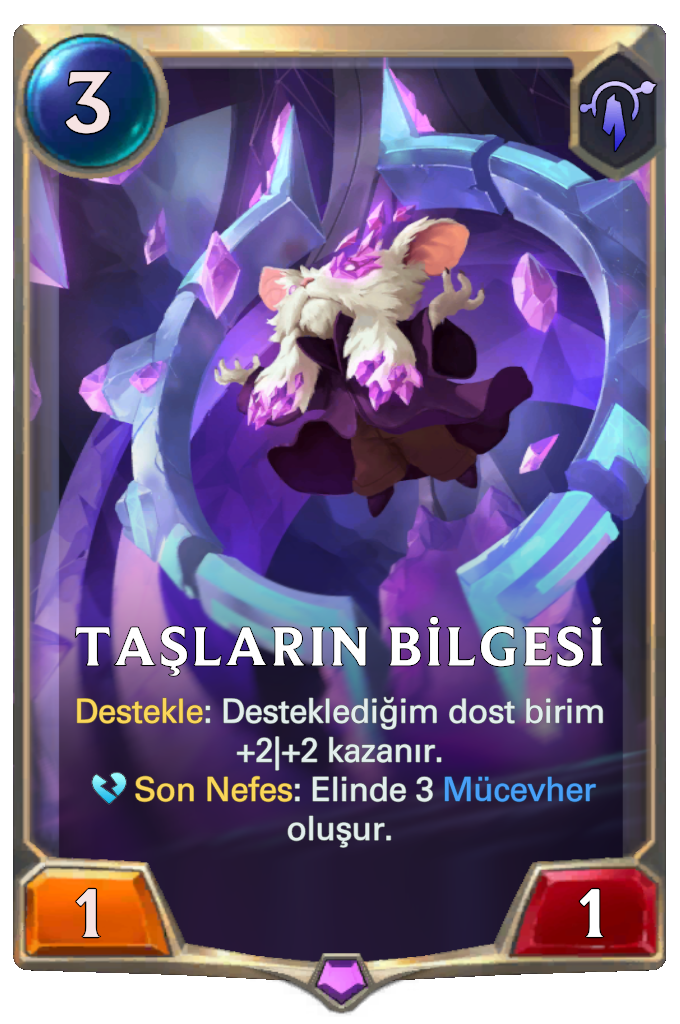 3
TAŞLARIN BİLGESİ
Destekle: Desteklediğim dost birim
+2|+2 kazanır.
Son Nefes: Elinde 3 Mücevher
oluşur.
1
1